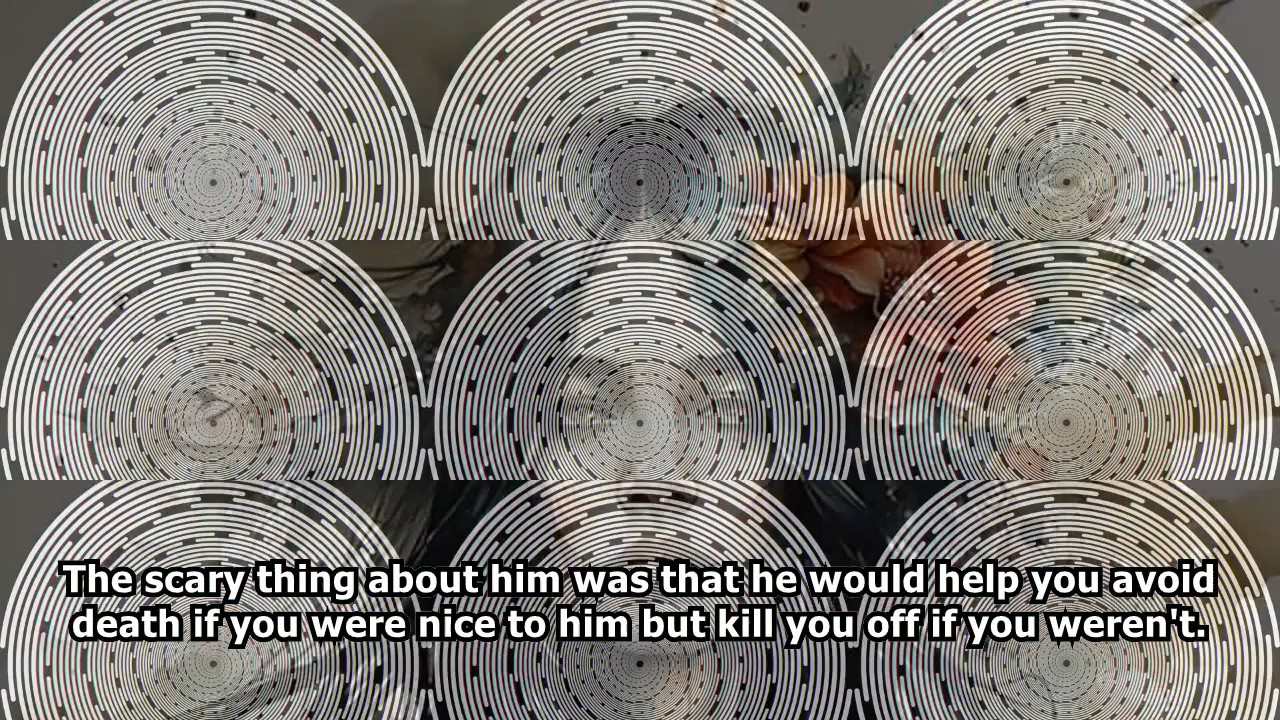 The scary thing about him was that he would help you avoid
death if you were nice to him but kill you off if you weren't.